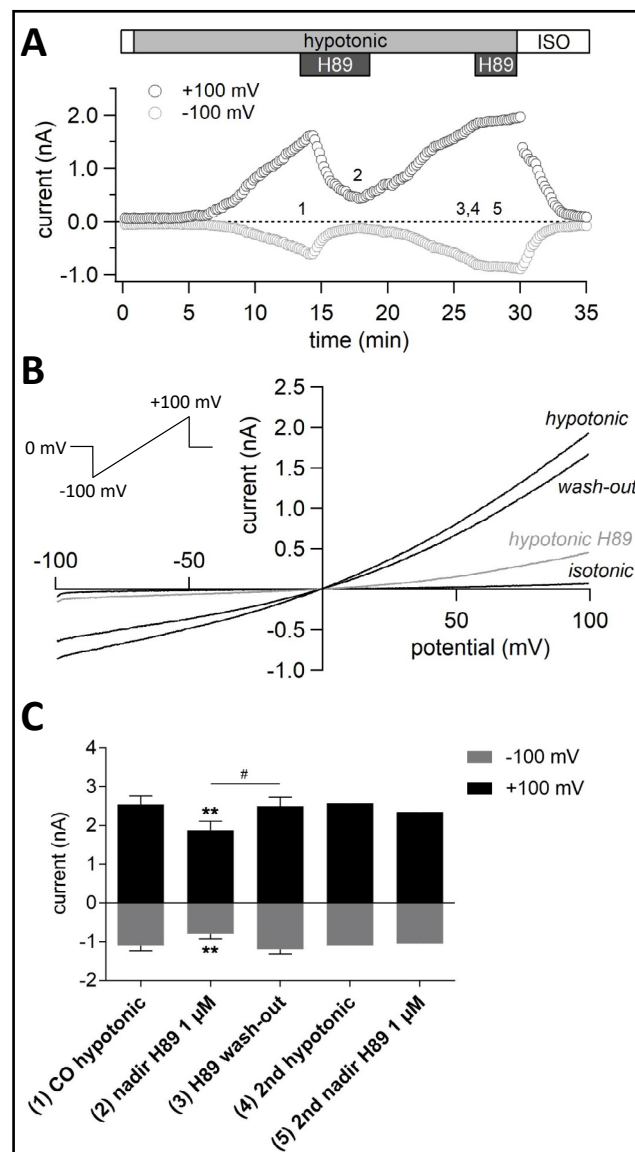 A
hypotonic
ISO
H89
H89
+100 mV
-100 mV
current (nA)
2.0
1.0
0.0
-1.0
2
1
3,4
5
0
5
10
15
20
25
30
35
time (min)
B
+100 mV
0 mV
-100 mV
current (nA)
2.5
2.0
1.5
1.0
0.5
-0.5
-1.0
-100
-50
50
100
potential (mV)
hypotonic
wash-out
hypotonic H89
isotonic
C
current (nA)
4
3
2
1
0
-1
-2
#
**
**
-100 mV
+100 mV
(1) CO hypotonic
(2) nadir H89 1 µM
(3) H89 wash-out
(4) 2nd hypotonic
(5) 2nd nadir H89 1 µM